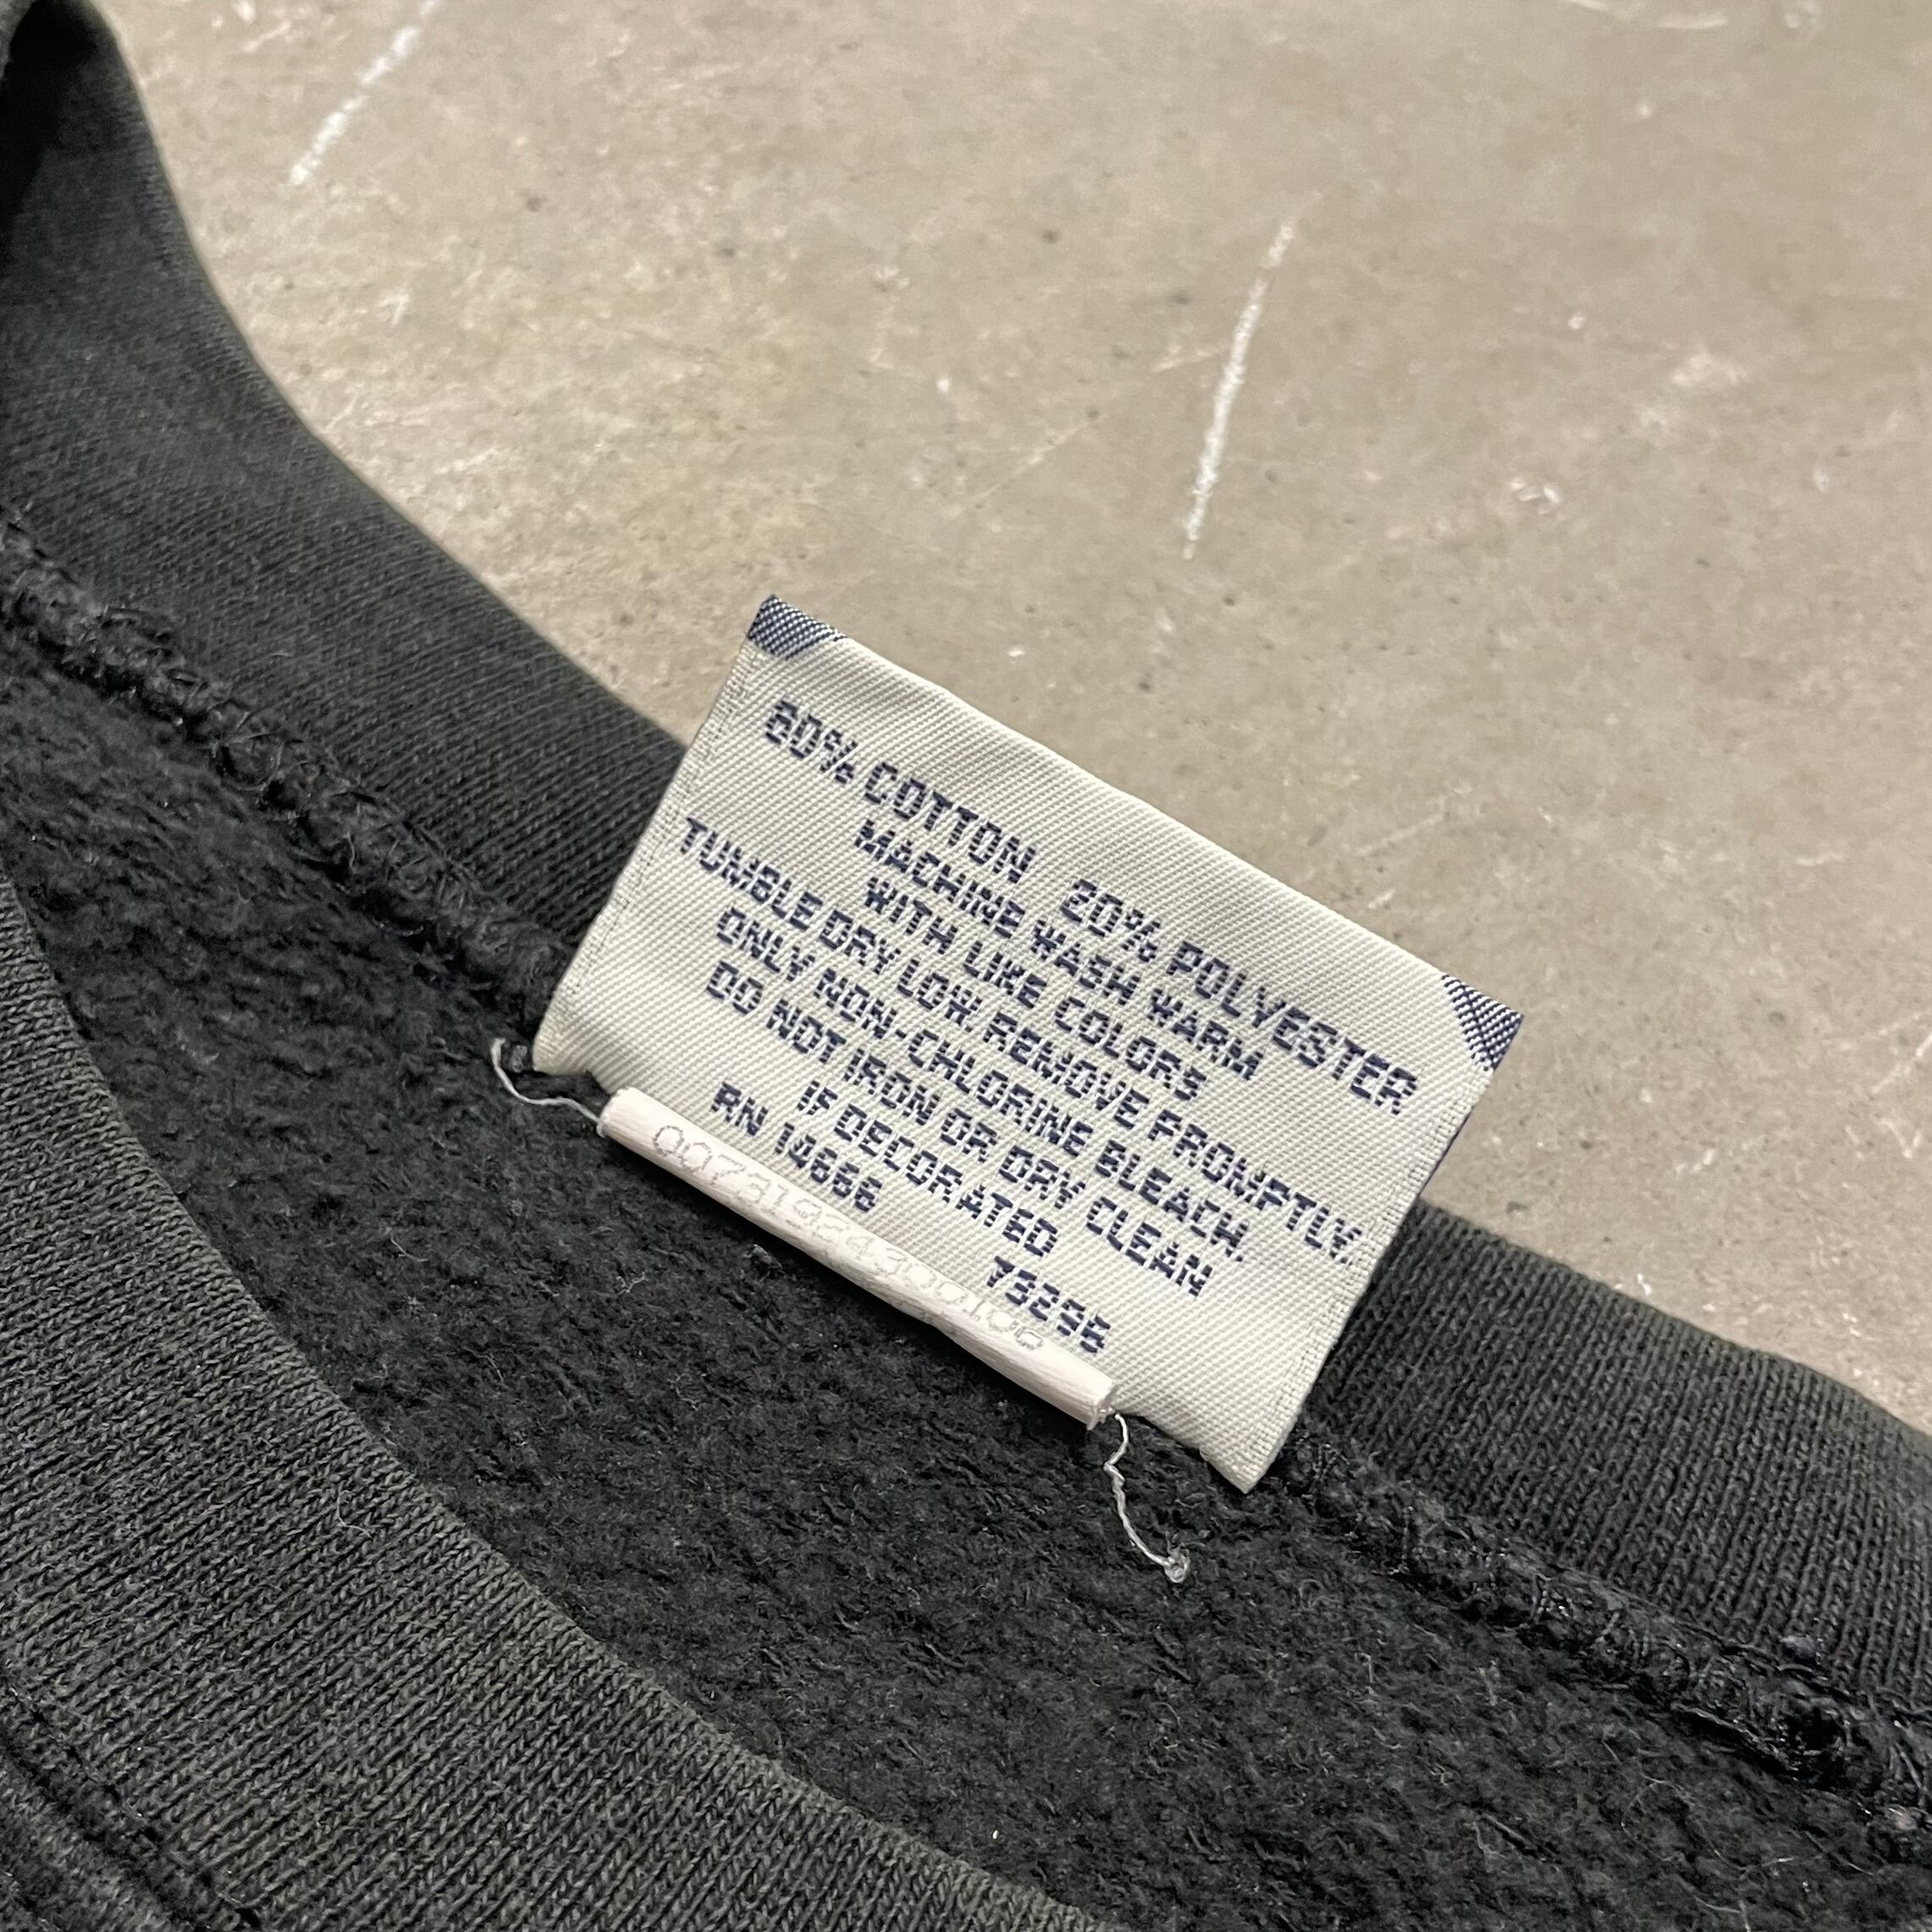 80% COTTON 20% POLYESTER
MACHINE WASH WARM
WITH LIKE COLORS
TUMBLE DRY LOW. REMOVE PROMPTLY.
ONLY NON-CHLORINE BLEACH
DO NOT IRON OR DRY CLEAN
IF DECORATED
RN 14666 79296